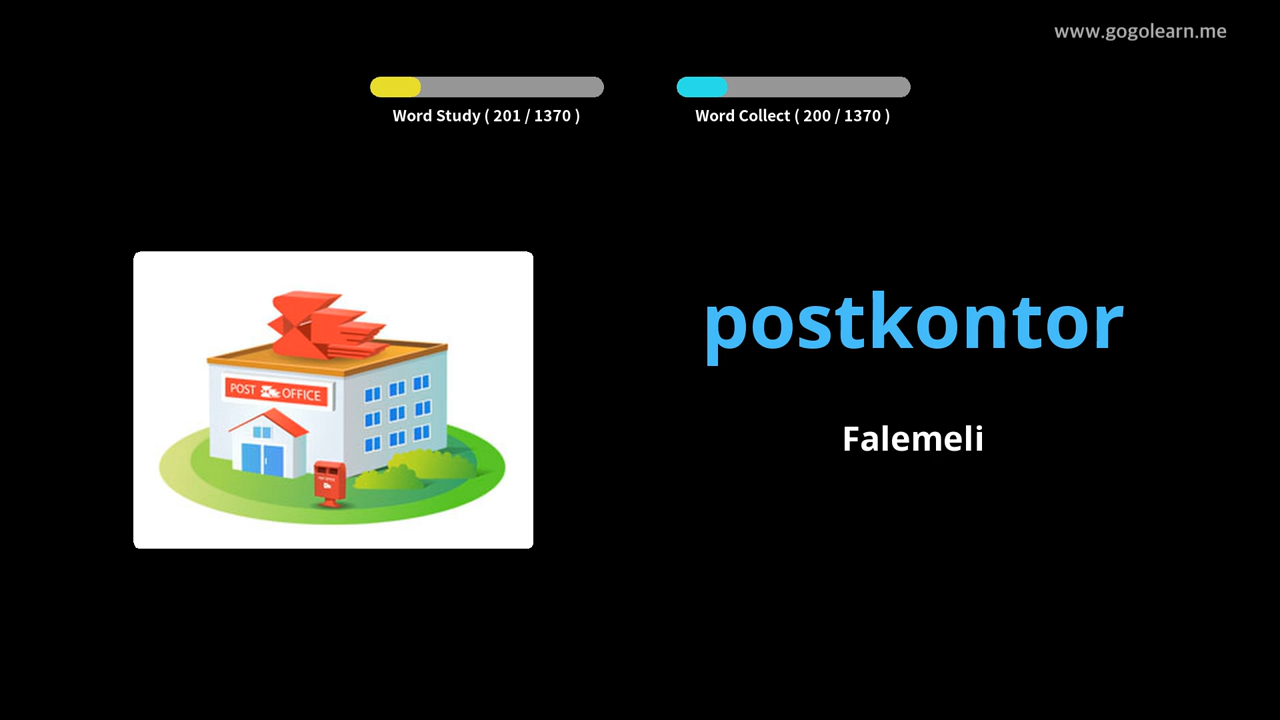 www.gogolearn.me
Word Study ( 201 / 1370 )
Word Collect ( 200 / 1370 )
postkontor
POST OFFICE
Falemeli